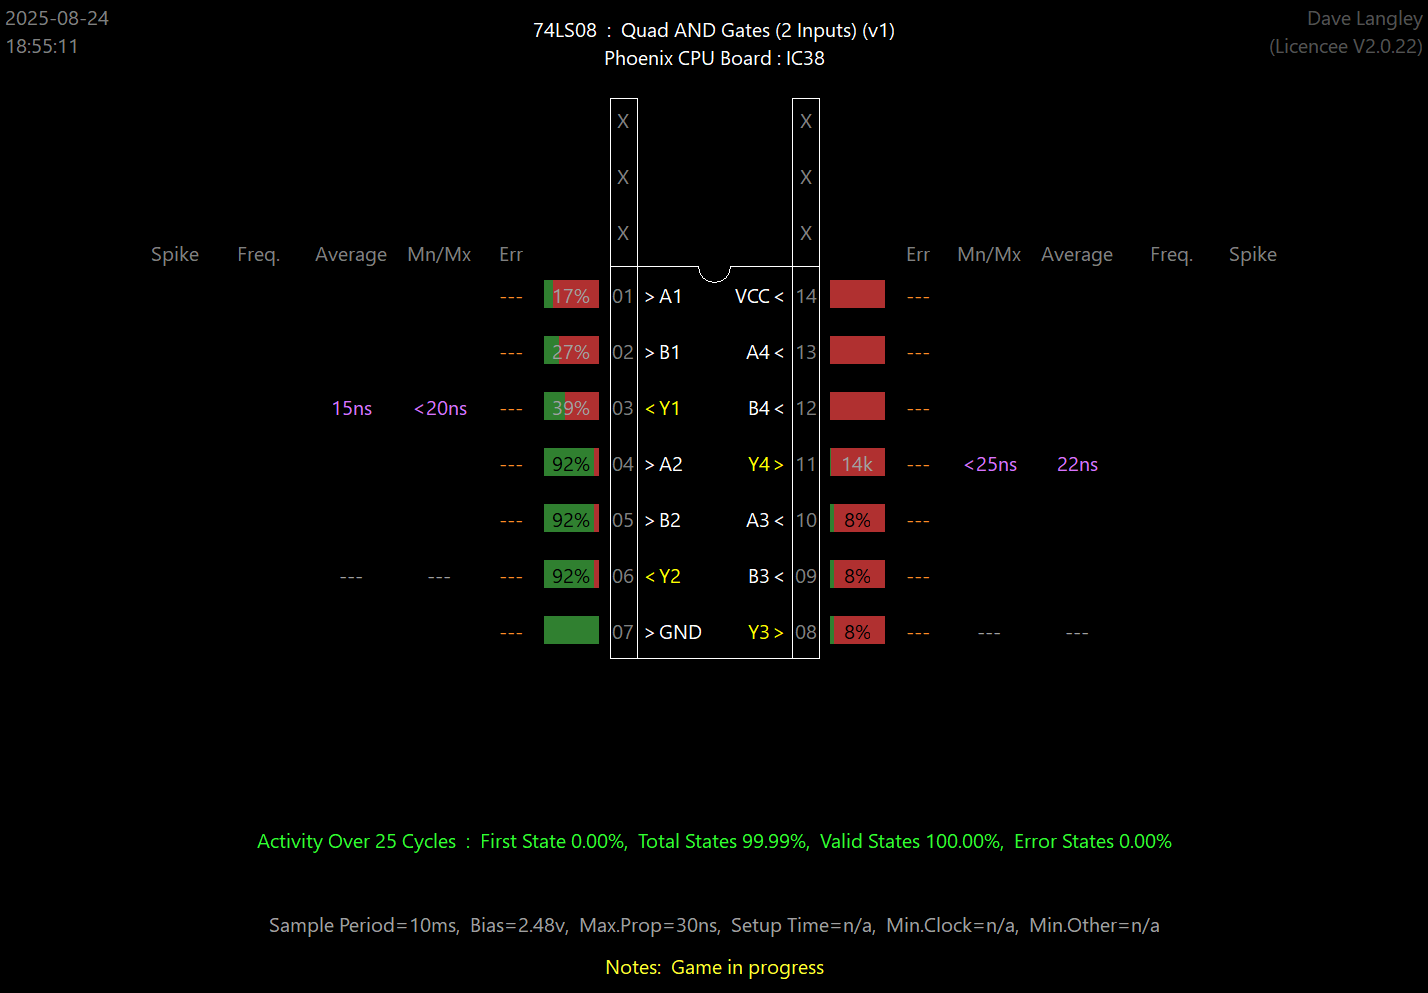 2025-08-24
18:55:11
74LS08 : Quad AND Gates (2 Inputs) (v1)
Phoenix CPU Board : IC38
Dave Langley
(Licencee V2.0.22)
X X
X X
X X
Spike Freq. Average Mn/Mx Err Err Mn/Mx Average Freq. Spike
--- 17% 01 >A1 VCC< 14 ---
--- 27% 02 >B1 A4< 13 ---
15ns <20ns --- 39% 03 <Y1 B4< 12 ---
--- 92% 04 >A2 Y4> 11 14k --- <25ns 22ns
--- 92% 05 >B2 A3< 10 8% ---
--- --- --- 92% 06 <Y2 B3< 09 8% ---
--- 07 >GND Y3> 08 8% --- --- ---
Activity Over 25 Cycles : First State 0.00%, Total States 99.99%, Valid States 100.00%, Error States 0.00%
Sample Period=10ms, Bias=2.48v, Max.Prop=30ns, Setup Time=n/a, Min.Clock=n/a, Min.Other=n/a
Notes: Game in progress